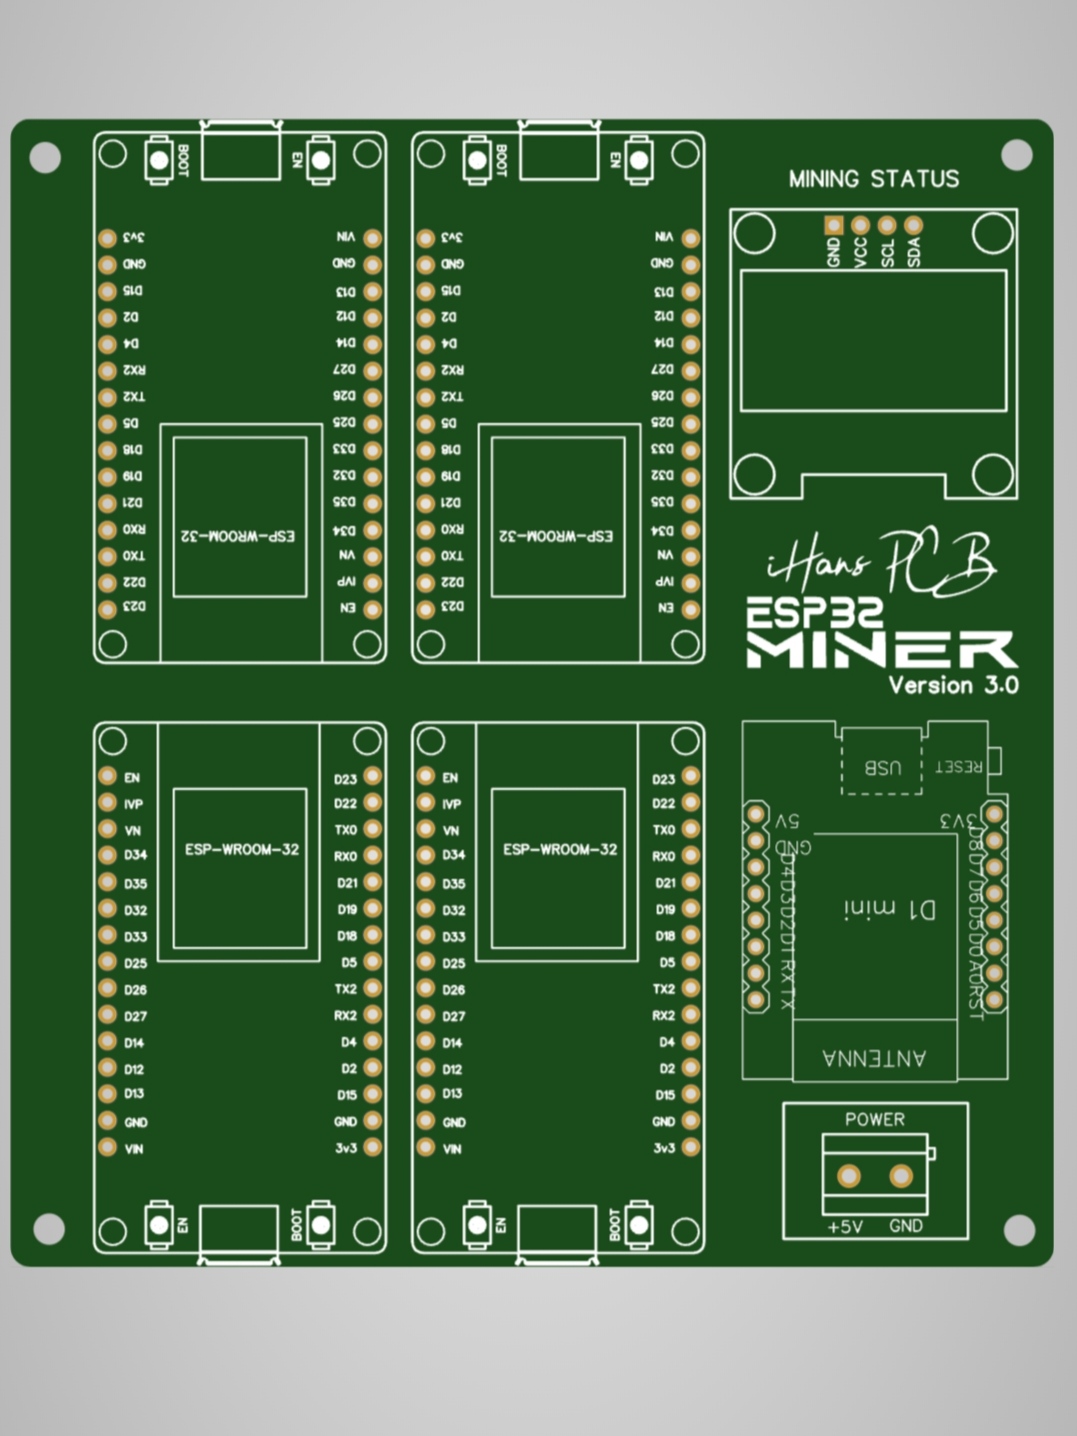 BOOT
EN
3v3
GND
D15
D2
D4
RX2
TX2
D5
D18
D19
D21
RX0
TX0
D22
D23
VIN
GND
D13
D12
D14
D27
D26
D25
D33
D32
D35
D34
VN
IVP
EN
ESP-WROOM-32
BOOT
EN
3v3
GND
D15
D2
D4
RX2
TX2
D5
D18
D19
D21
RX0
TX0
D22
D23
VIN
GND
D13
D12
D14
D27
D26
D25
D33
D32
D35
D34
VN
IVP
EN
ESP-WROOM-32
MINING STATUS
GND
VCC
SCL
SDA
iHans PCB
ESP32
MINER
Version 3.0
EN
IVP
VN
D34
D35
D32
D33
D25
D26
D27
D14
D12
D13
GND
VIN
D23
D22
TX0
RX0
D21
D19
D18
D5
TX2
RX2
D4
D2
D15
GND
3v3
ESP-WROOM-32
EN
BOOT
EN
IVP
VN
D34
D35
D32
D33
D25
D26
D27
D14
D12
D13
GND
VIN
D23
D22
TX0
RX0
D21
D19
D18
D5
TX2
RX2
D4
D2
D15
GND
3v3
ESP-WROOM-32
EN
BOOT
USB
RESET
5V
GND
D4
D3
D2
D1
RX
TX
3V3
D8
D7
D6
D5
D0
A0
RST
D1 mini
ANTENNA
POWER
+5V
GND